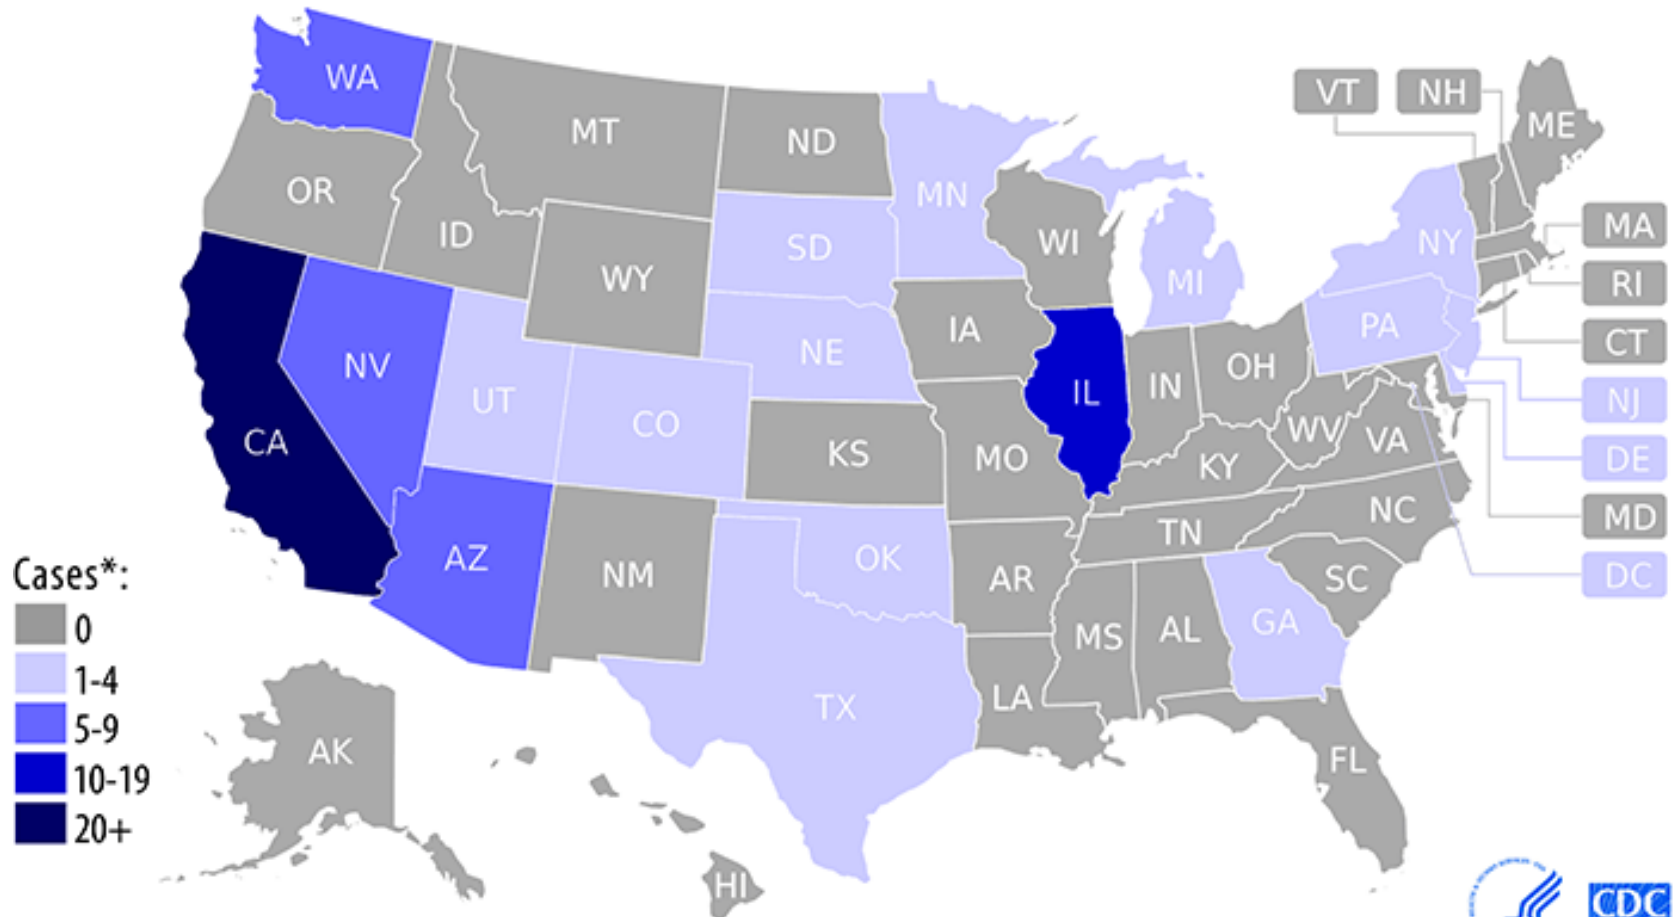 WA
MT
ND
MN
OR
ID
SD
WI
WY
MI
NY
VT
NH
ME
MA
RI
CT
NJ
DE
MD
DC
IA
NE
PA
NV
UT
CO
IL
IN
OH
CA
KS
MO
WV
VA
KY
NC
AZ
NM
OK
AR
TN
SC
MS
AL
GA
LA
TX
FL
AK
HI
Cases*:
0
1-4
5-9
10-19
20+
CDC